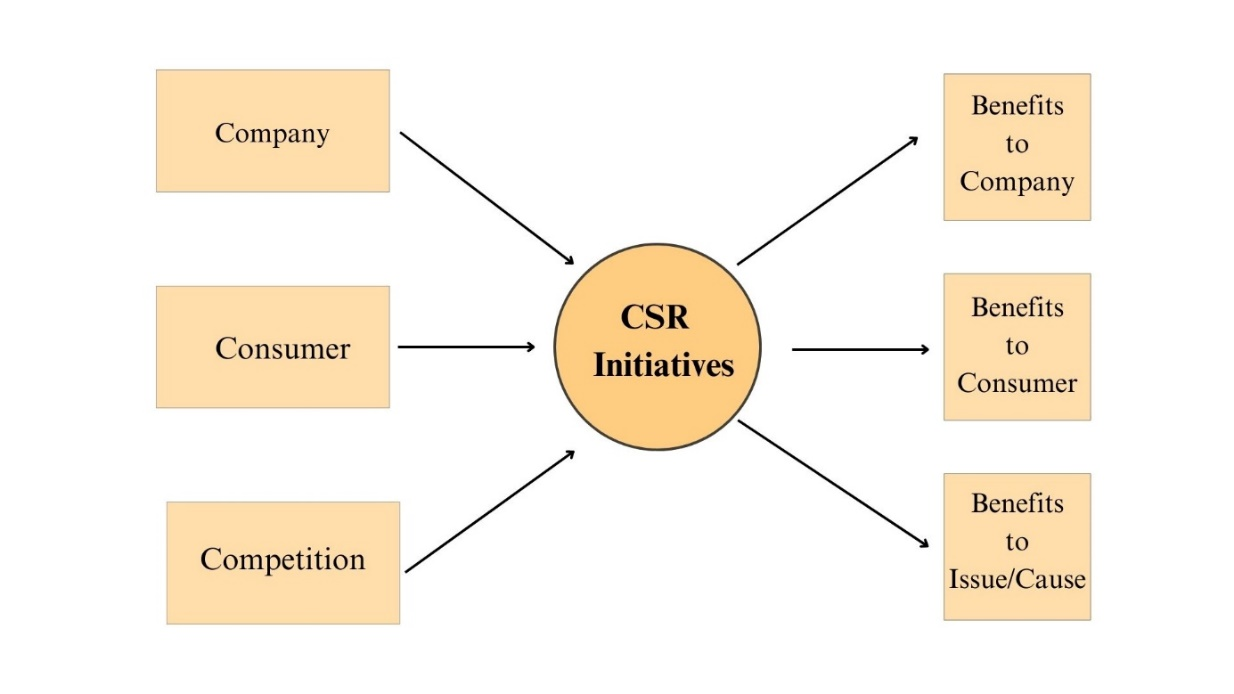 Company
Consumer
Competition
CSR
Initiatives
Benefits
to
Company
Benefits
to
Consumer
Benefits
to
Issue/Cause